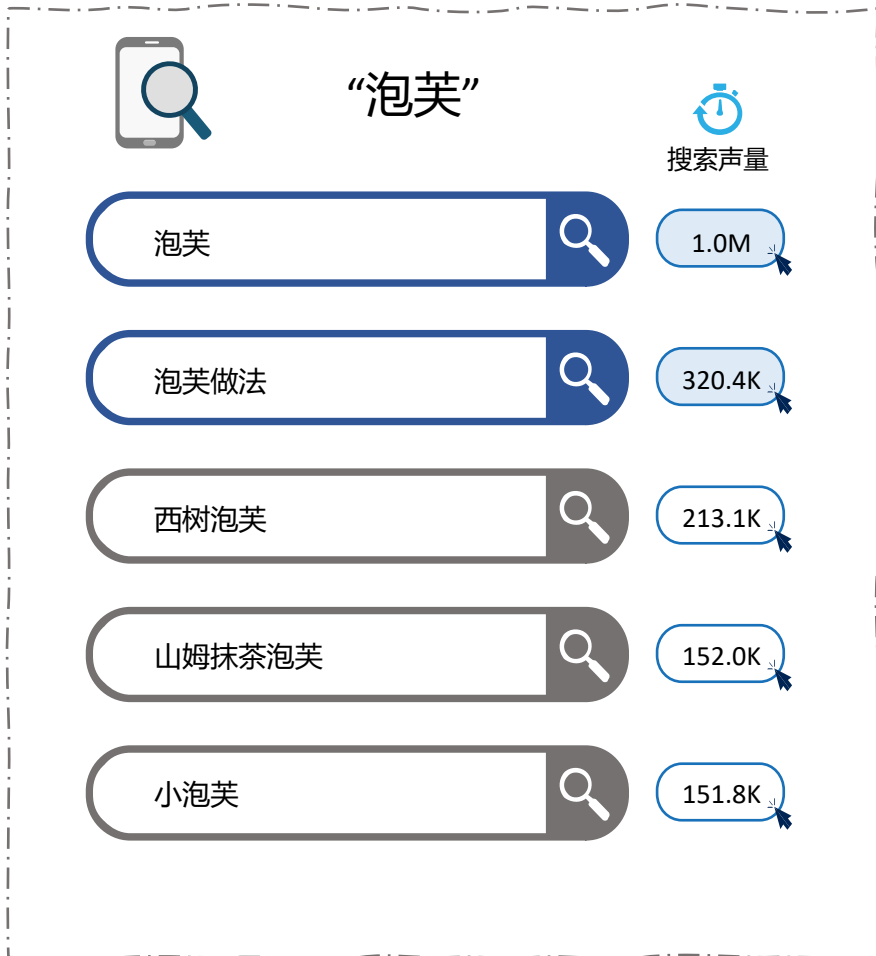 “泡芙”
搜索声量
泡芙
1.0M
泡芙做法
320.4K
西树泡芙
213.1K
山姆抹茶泡芙
152.0K
小泡芙
151.8K